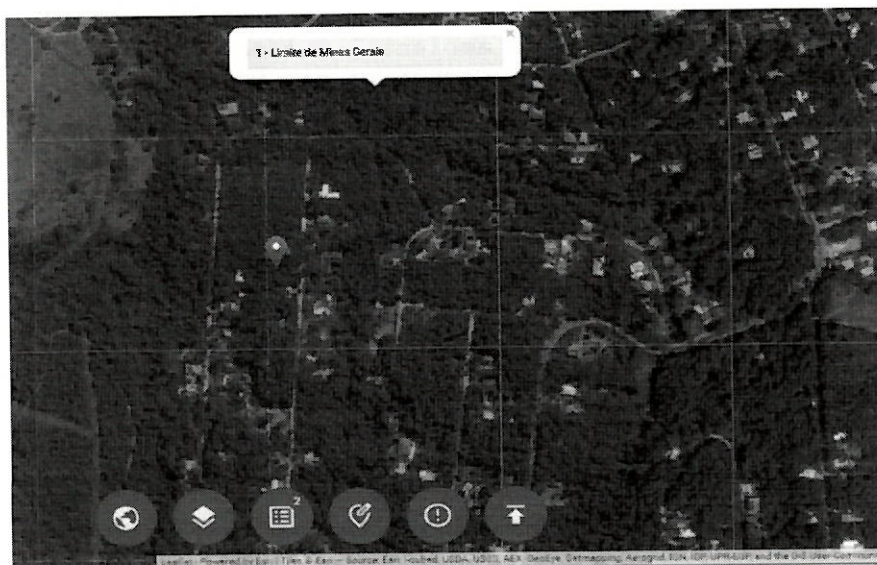 1 - Limite de Minas Gerais
2
Leaflet | Powered by Esri | Tiles © Esri — Source: Esri, i-cubed, USDA, USGS, AEX, GeoEye, Getmapping, Aerogrid, IGN, IGP, UPR-EGP, and the GIS User Community